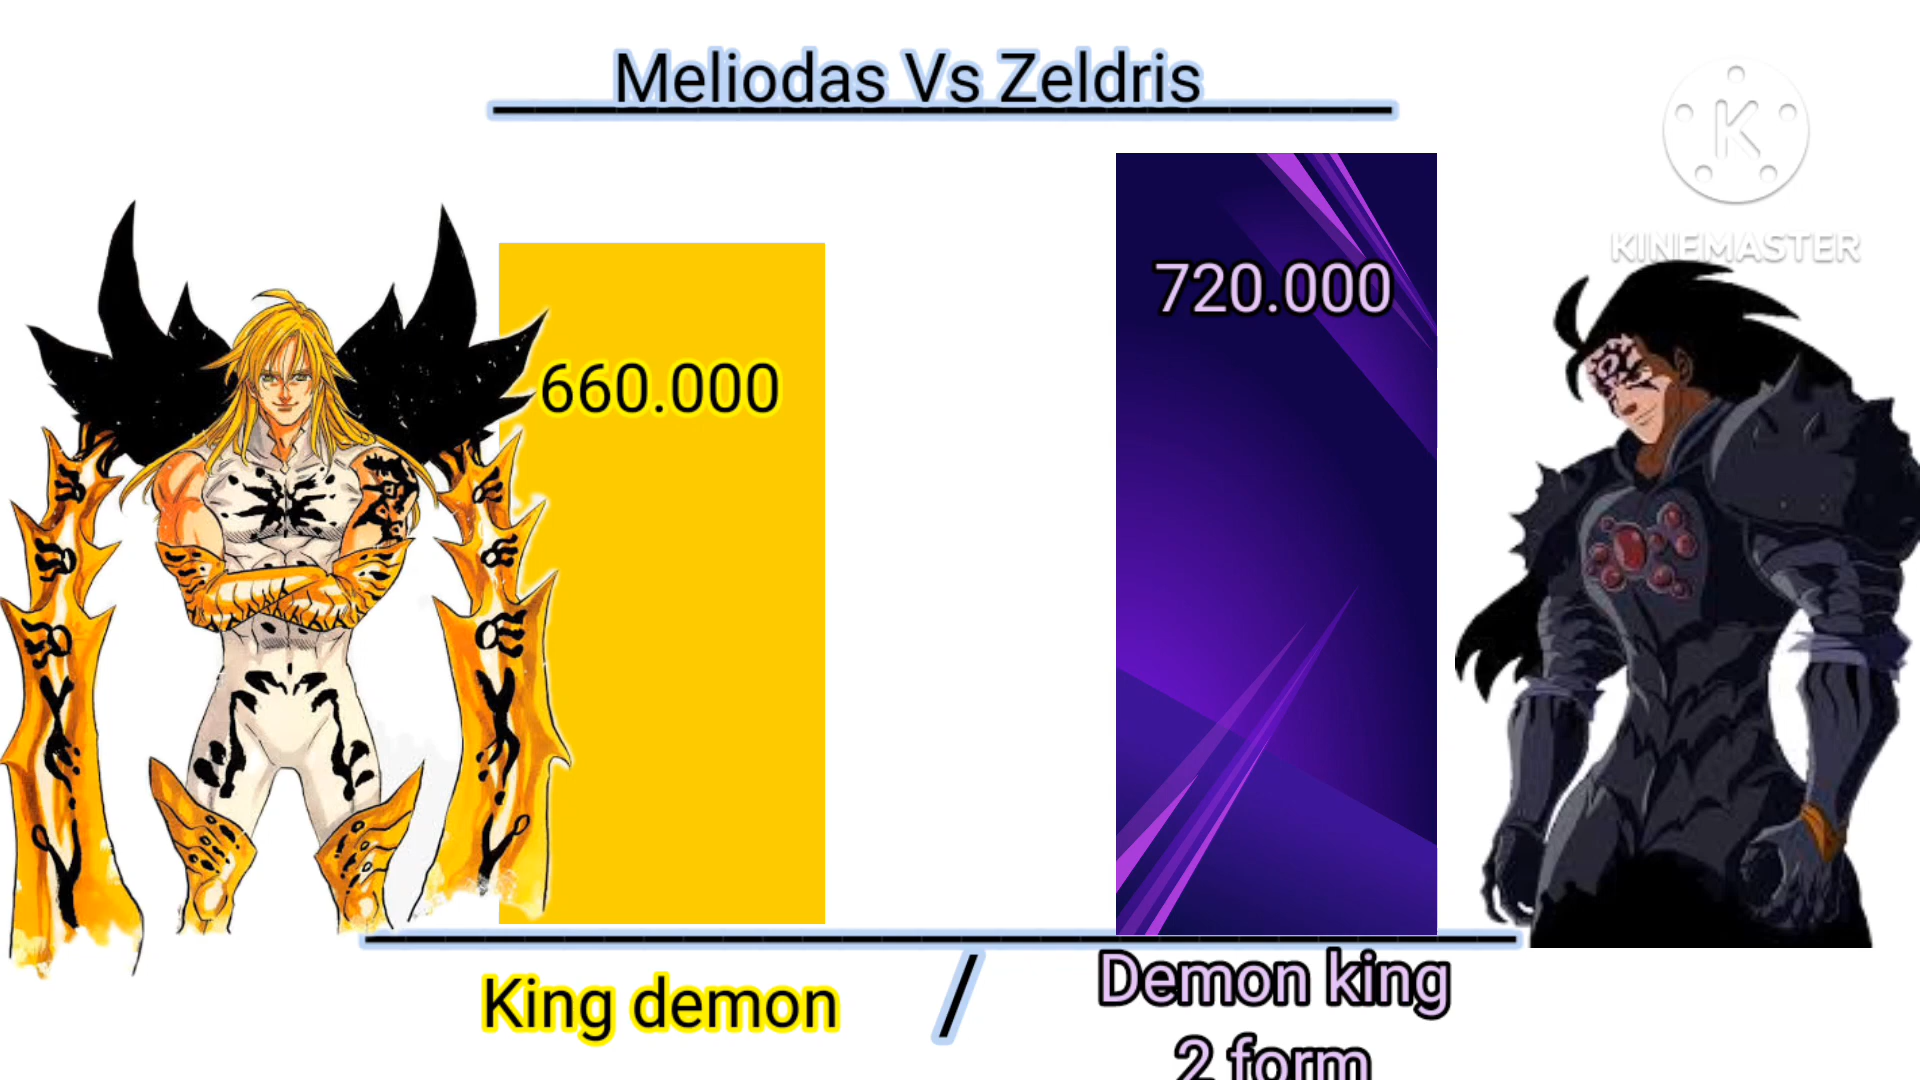 Meliodas Vs Zeldris
K
KINEMASTER
720.000
660.000
King demon
/
Demon king
2 form